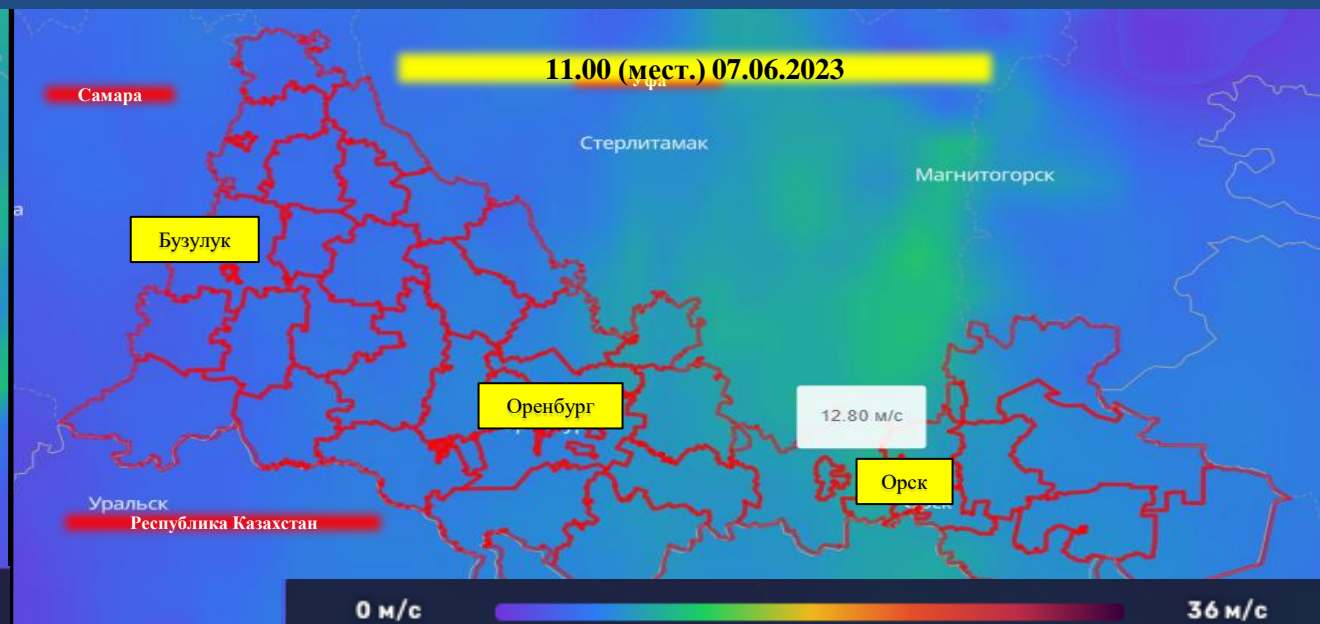 11.00 (мест.) 07.06.2023
Уфа
Самара
Стерлитамак
Магнитогорск
а
Бузулук
Оренбург
12.80 м/с
Орск
Уральск
Республика Казахстан
0 м/с
36 м/с